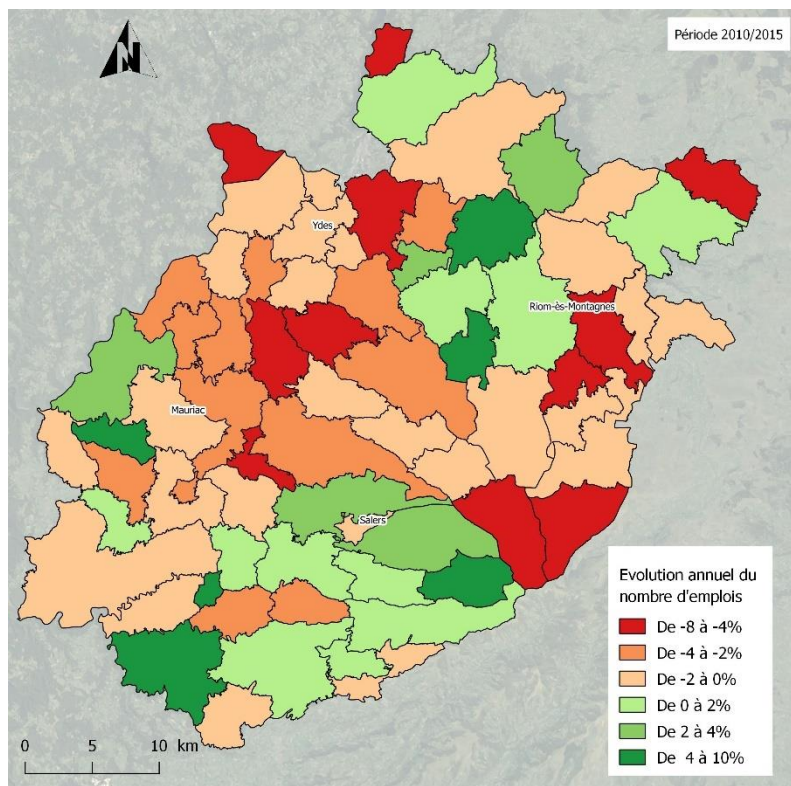 N
Période 2010/2015
Ydes
Riom-ès-Montagnes
Mauriac
Salers
Evolution annuel du
nombre d'emplois
De -8 à -4%
De -4 à -2%
De -2 à 0%
De 0 à 2%
De 2 à 4%
De 4 à 10%
0 5 10 km